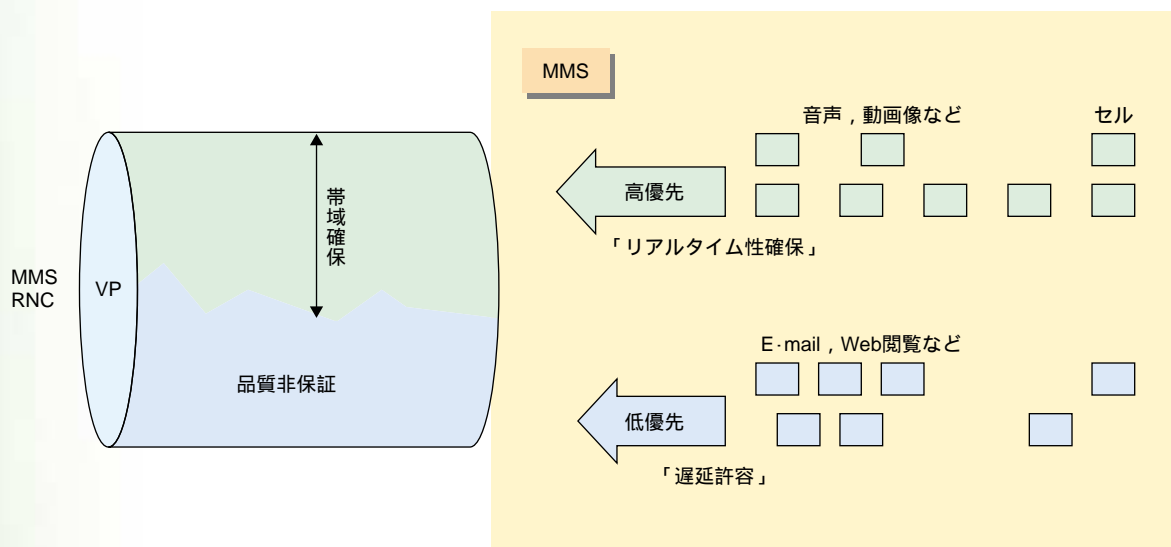 MMS
音声，動画像など
セル
高優先
「リアルタイム性確保」
帯域確保
MMS
RNC
VP
品質非保証
E-mail，Web閲覧など
低優先
「遅延許容」